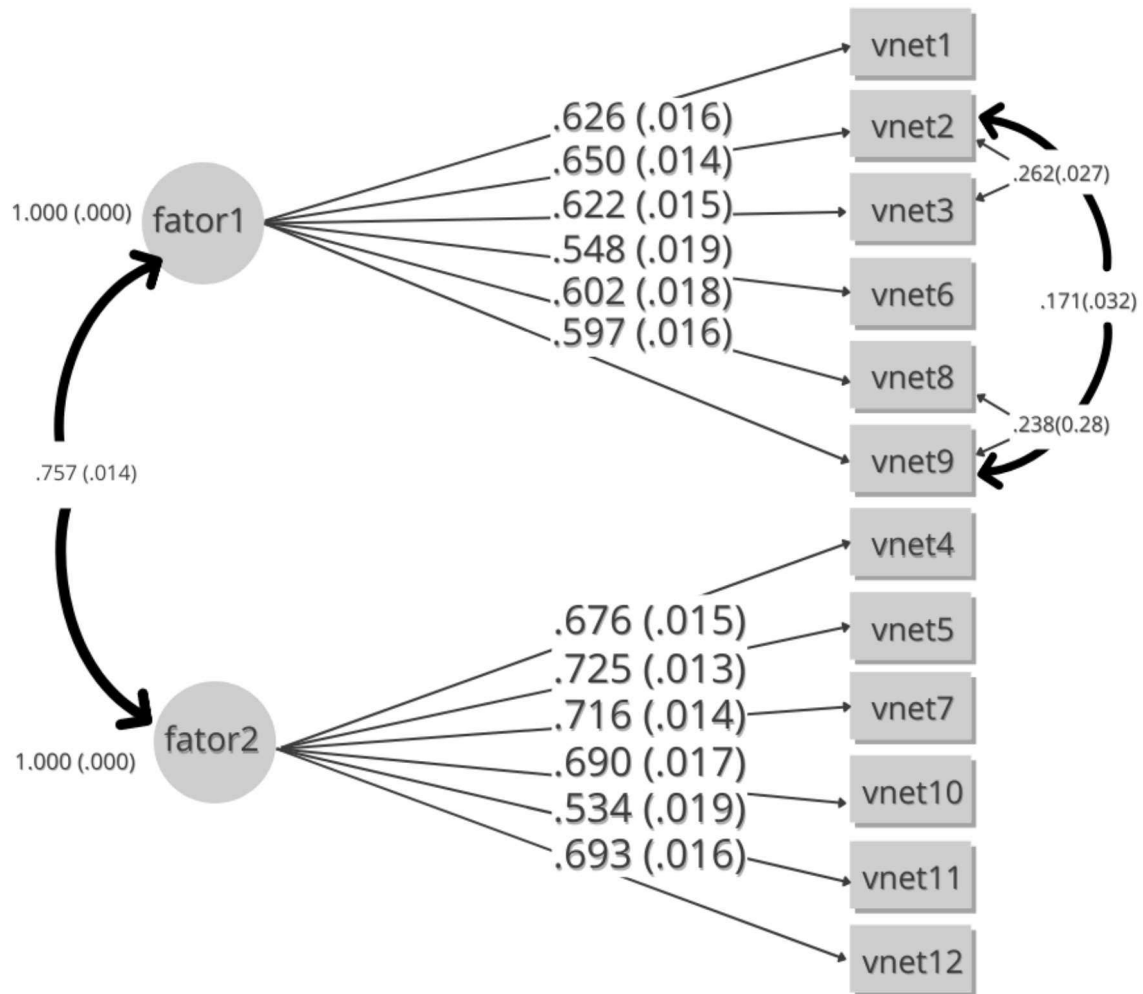 vnet1
.626 (.016)
vnet2
.650 (.014)
.262(.027)
.622 (.015)
vnet3
1.000 (.000)
fator1
.548 (.019)
.602 (.018)
vnet6
.171(.032)
.597 (.016)
vnet8
.238(0.28)
vnet9
.757 (.014)
vnet4
.676 (.015)
vnet5
.725 (.013)
.716 (.014)
vnet7
fator2
1.000 (.000)
.690 (.017)
vnet10
.534 (.019)
.693 (.016)
vnet11
vnet12